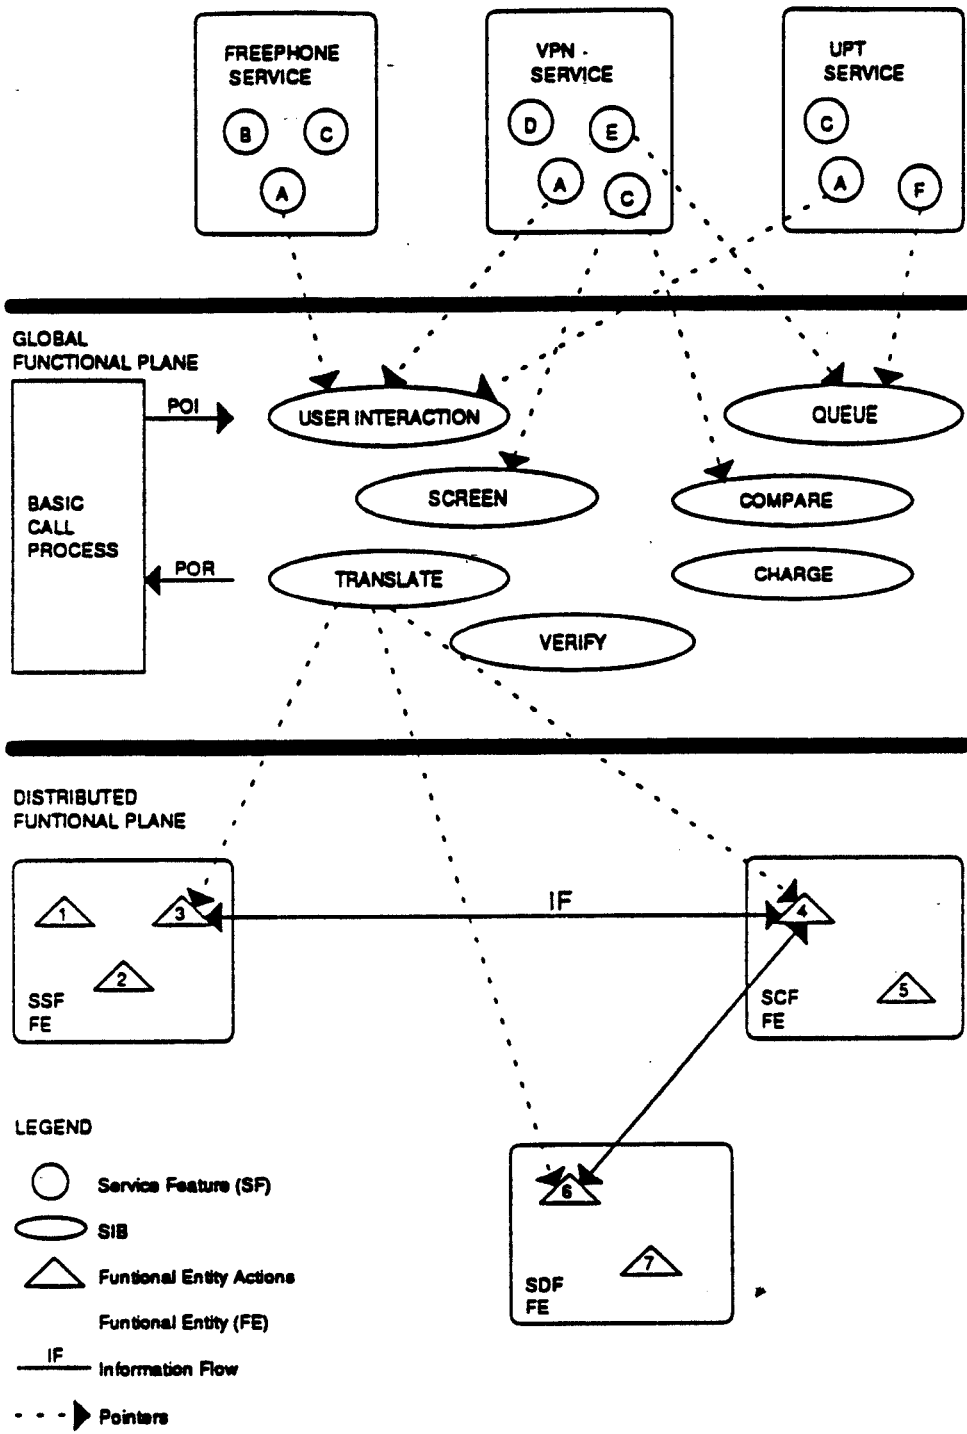 FREEPHONE
SERVICE
B
C
A
VPN
SERVICE
D
E
A
C
UPT
SERVICE
C
A
F
GLOBAL
FUNCTIONAL PLANE
BASIC
CALL
PROCESS
POI
POR
USER INTERACTION
QUEUE
SCREEN
COMPARE
TRANSLATE
CHARGE
VERIFY
DISTRIBUTED
FUNTIONAL PLANE
1
3
2
SSF
FE
IF
4
5
SCF
FE
6
7
SDF
FE
LEGEND
Service Feature (SF)
SIB
Funtional Entity Actions
Funtional Entity (FE)
IF
Information Flow
Pointers